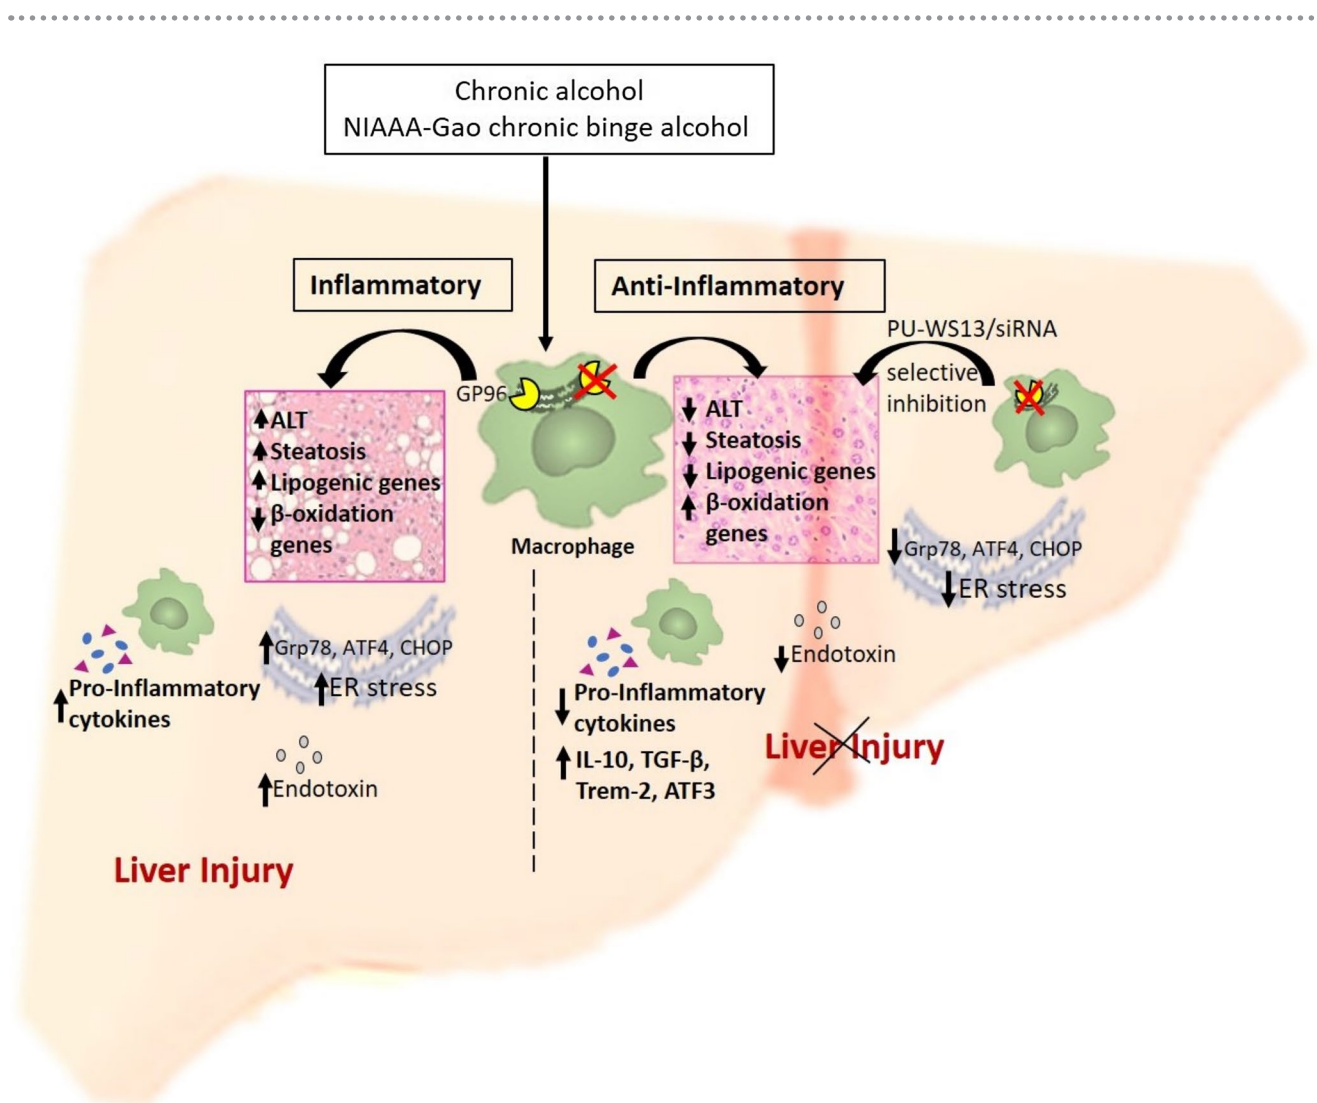 Chronic alcohol
NIAAA-Gao chronic binge alcohol
Inflammatory
Anti-Inflammatory
PU-WS13/siRNA
selective
inhibition
GP96
ALT
Steatosis
Lipogenic genes
β-oxidation
genes
Macrophage
ALT
Steatosis
Lipogenic genes
β-oxidation
genes
Grp78, ATF4, CHOP
ER stress
Grp78, ATF4, CHOP
ER stress
Pro-Inflammatory
cytokines
Endotoxin
Liver Injury
Pro-Inflammatory
cytokines
IL-10, TGF-β,
Trem-2, ATF3
Endotoxin
Liver Injury